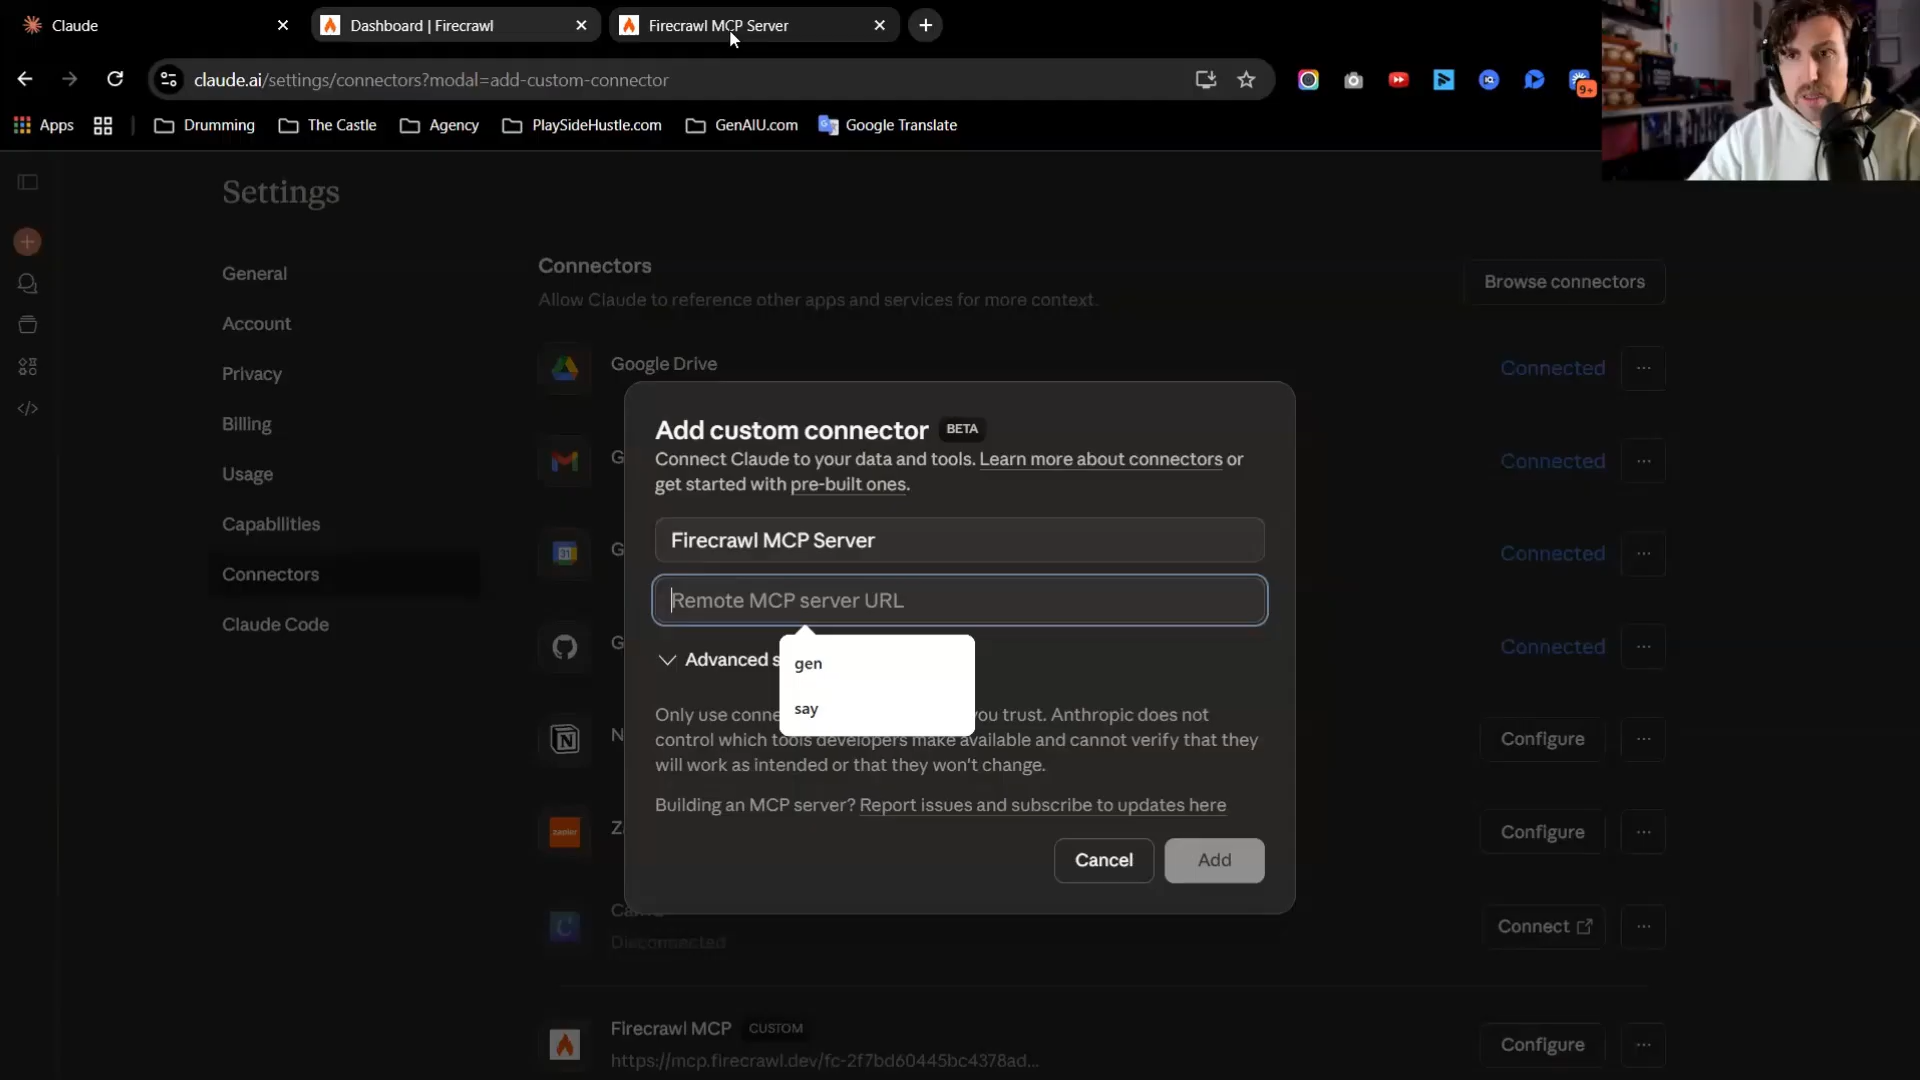 Claude
Dashboard | Firecrawl
Firecrawl MCP Server
claude.ai/settings/connectors?modal=add-custom-connector
9+
Apps
Drumming
The Castle
Agency
PlaySideHustle.com
GenAIU.com
Google Translate
Settings
General
Account
Privacy
Billing
Usage
Capabilities
Connectors
Claude Code
Connectors
Allow Claude to reference other apps and services for more context.
Browse connectors
Google Drive
Connected
G
Connected
31
G
Connected
G
Connected
N
Configure
zapier
Za
Configure
C
Canva
Disconnected
Connect
Firecrawl MCP CUSTOM
https://mcp.firecrawl.dev/fc-2f7bd60445bc4378ad...
Configure
Add custom connector BETA
Connect Claude to your data and tools. Learn more about connectors or
get started with pre-built ones.
Firecrawl MCP Server
Remote MCP server URL
Advanced s
gen
say
Only use conne you trust. Anthropic does not
control which tools developers make available and cannot verify that they
will work as intended or that they won't change.
Building an MCP server? Report issues and subscribe to updates here
Cancel
Add